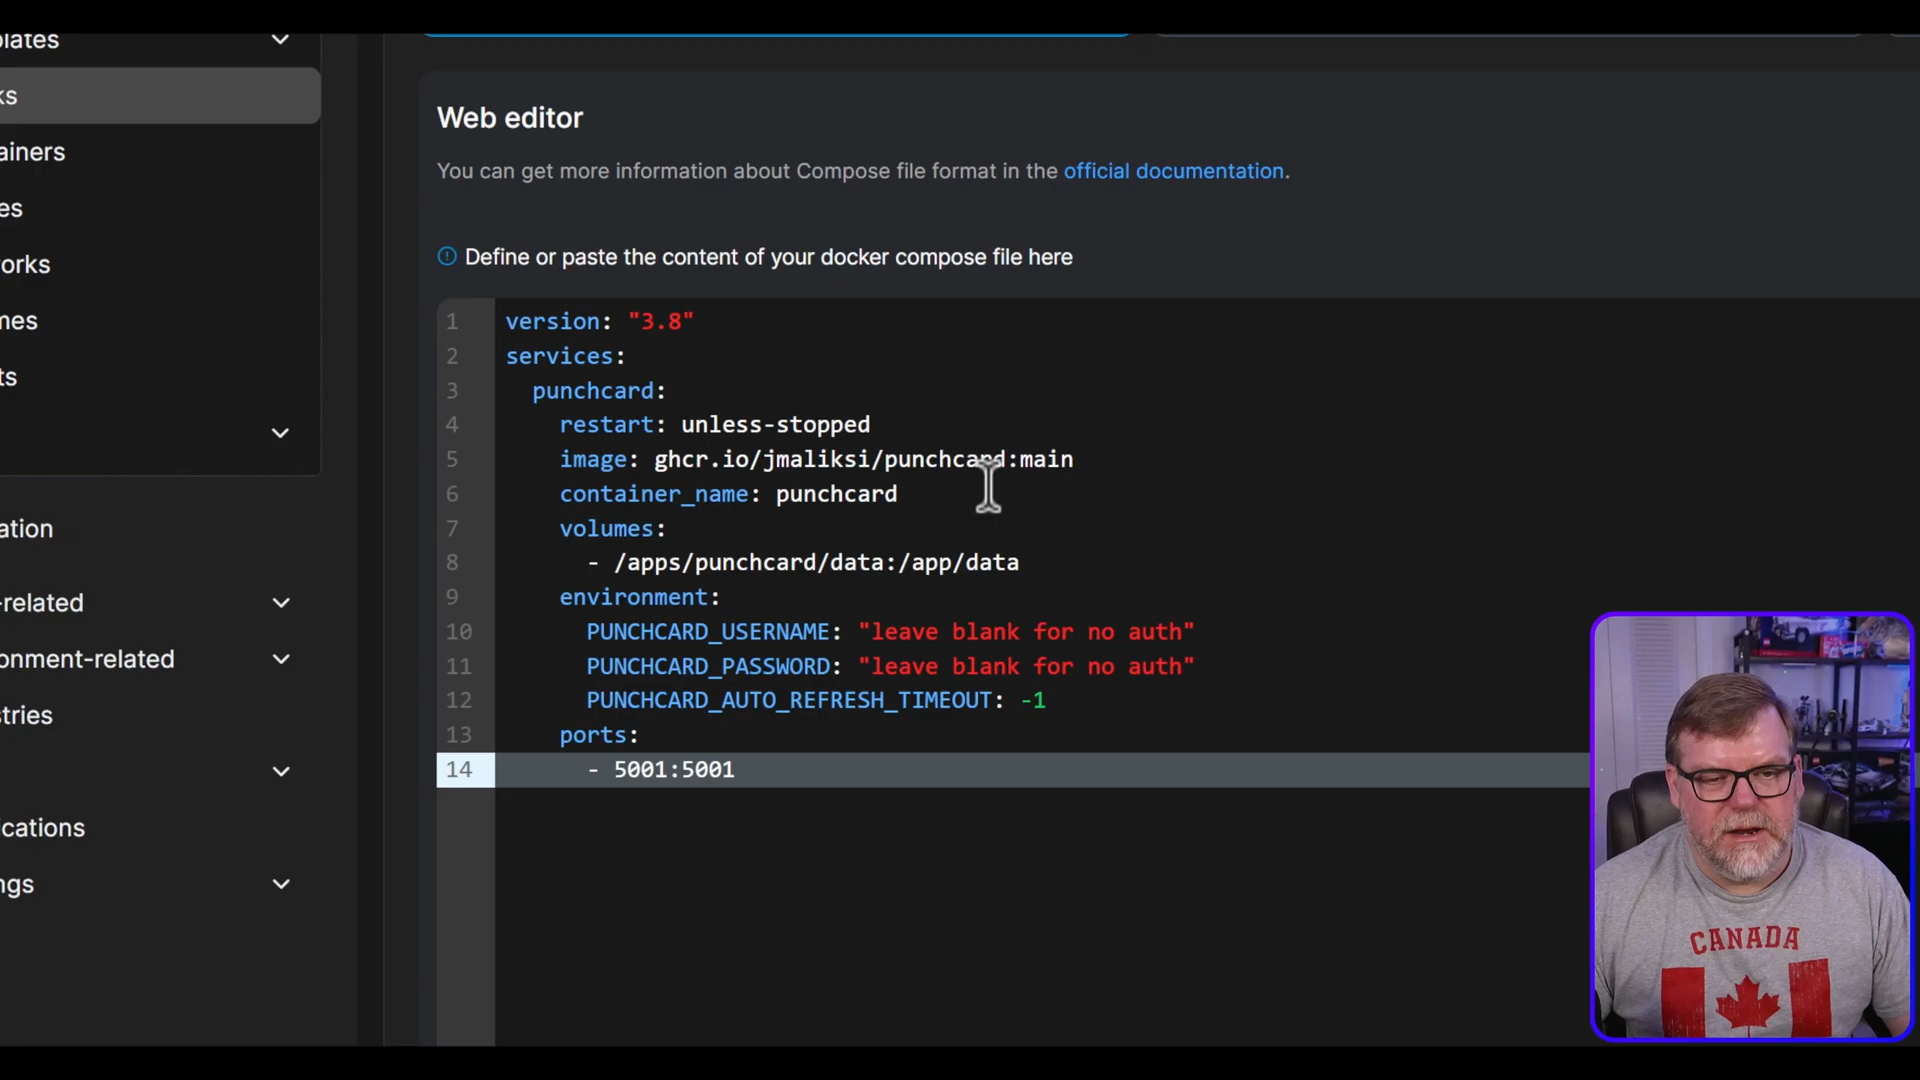 lates
ks
ainers
es
orks
mes
ts
ation
-related
onment-related
stries
ications
ngs
Web editor
You can get more information about Compose file format in the official documentation.
Define or paste the content of your docker compose file here
1 version: "3.8"
2 services:
3 punchcard:
4 restart: unless-stopped
5 image: ghcr.io/jmaliksi/punchcard:main
6 container_name: punchcard
7 volumes:
8 - /apps/punchcard/data:/app/data
9 environment:
10 PUNCHCARD_USERNAME: "leave blank for no auth"
11 PUNCHCARD_PASSWORD: "leave blank for no auth"
12 PUNCHCARD_AUTO_REFRESH_TIMEOUT: -1
13 ports:
14 - 5001:5001
CANADA